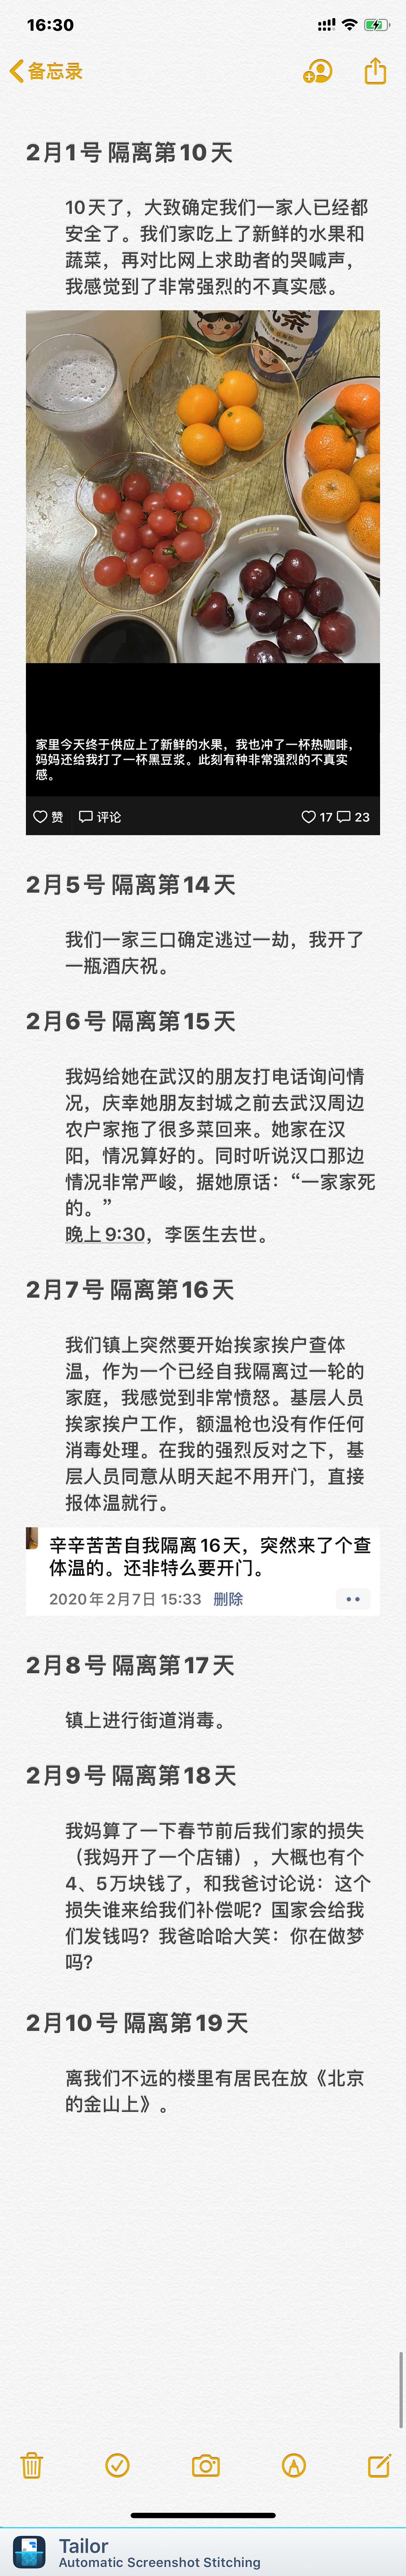 16:30
备忘录
2月1号 隔离第10天
10天了，大致确定我们一家人已经都
安全了。我们家吃上了新鲜的水果和
蔬菜，再对比网上求助者的哭喊声，
我感觉到了非常强烈的不真实感。
家里今天终于供应上了新鲜的水果，我也冲了一杯热咖啡，
妈妈还给我打了一杯黑豆浆。此刻有种非常强烈的不真实
感。
赞 评论 17 23
2月5号 隔离第14天
我们一家三口确定逃过一劫，我开了
一瓶酒庆祝。
2月6号 隔离第15天
我妈给她在武汉的朋友打电话询问情
况，庆幸她朋友封城之前去武汉周边
农户家拖了很多菜回来。她家在汉
阳，情况算好的。同时听说汉口那边
情况非常严峻，据她原话：“一家家死
的。”
晚上 9:30，李医生去世。
2月7号 隔离第16天
我们镇上突然要开始挨家挨户查体
温，作为一个已经自我隔离过一轮的
家庭，我感觉到非常愤怒。基层人员
挨家挨户工作，额温枪也没有作任何
消毒处理。在我的强烈反对之下，基
层人员同意从明天起不用开门，直接
报体温就行。
辛辛苦苦自我隔离16天，突然来了个查
体温的。还非特么要开门。
2020年2月7日 15:33 删除
2月8号 隔离第17天
镇上进行街道消毒。
2月9号 隔离第18天
我妈算了一下春节前后我们家的损失
（我妈开了一个店铺），大概也有个
4、5万块钱了，和我爸讨论说：这个
损失谁来给我们补偿呢？国家会给我
们发钱吗？我爸哈哈大笑：你在做梦
吗？
2月10号 隔离第19天
离我们不远的楼里有居民在放《北京
的金山上》。
Tailor
Automatic Screenshot Stitching